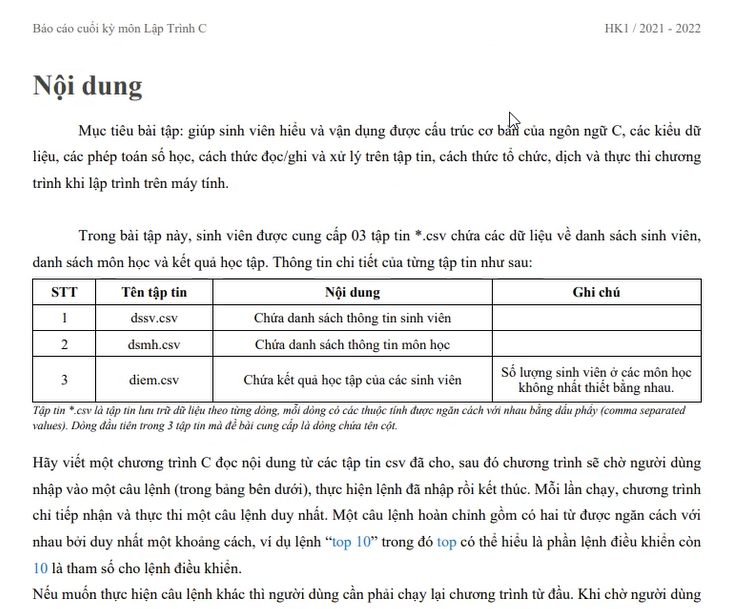 Báo cáo cuối kỳ môn Lập Trình C HK1 / 2021 - 2022
Nội dung
Mục tiêu bài tập: giúp sinh viên hiểu và vận dụng được cấu trúc cơ bản của ngôn ngữ C, các kiểu dữ
liệu, các phép toán số học, cách thức đọc/ghi và xử lý trên tập tin, cách thức tổ chức, dịch và thực thi chương
trình khi lập trình trên máy tính.
Trong bài tập này, sinh viên được cung cấp 03 tập tin *.csv chứa các dữ liệu về danh sách sinh viên,
danh sách môn học và kết quả học tập. Thông tin chi tiết của từng tập tin như sau:
STT Tên tập tin Nội dung Ghi chú
1 dssv.csv Chứa danh sách thông tin sinh viên
2 dsmh.csv Chứa danh sách thông tin môn học
3 diem.csv Chứa kết quả học tập của các sinh viên Số lượng sinh viên ở các môn học
không nhất thiết bằng nhau.
Tập tin *.csv là tập tin lưu trữ dữ liệu theo từng dòng, mỗi dòng có các thuộc tính được ngăn cách với nhau bằng dấu phẩy (comma separated
values). Dòng đầu tiên trong 3 tập tin mà đề bài cung cấp là dòng chứa tên cột.
Hãy viết một chương trình C đọc nội dung từ các tập tin csv đã cho, sau đó chương trình sẽ chờ người dùng
nhập vào một câu lệnh (trong bảng bên dưới), thực hiện lệnh đã nhập rồi kết thúc. Mỗi lần chạy, chương trình
chỉ tiếp nhận và thực thi một câu lệnh duy nhất. Một câu lệnh hoàn chỉnh gồm có hai từ được ngăn cách với
nhau bởi duy nhất một khoảng cách, ví dụ lệnh “top 10” trong đó top có thể hiểu là phần lệnh điều khiển còn
10 là tham số cho lệnh điều khiển.
Nếu muốn thực hiện câu lệnh khác thì người dùng cần phải chạy lại chương trình từ đầu. Khi chờ người dùng